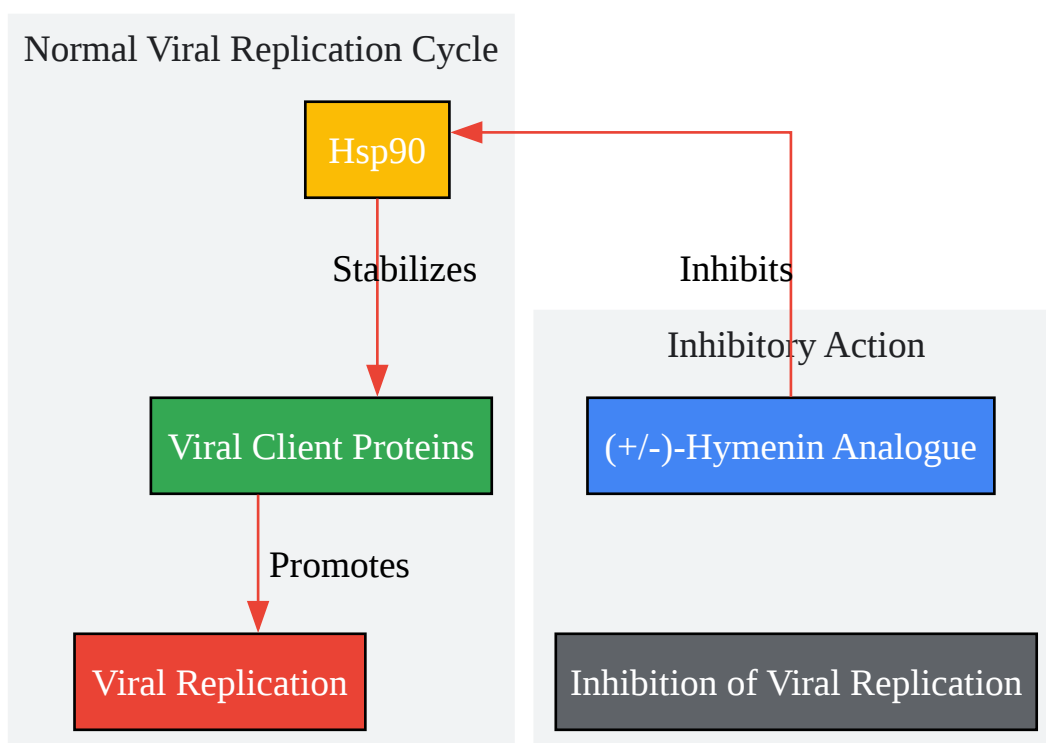 Normal Viral Replication Cycle
Hsp90
Stabilizes
Inhibits
Inhibitory Action
Viral Client Proteins
(+/-)-Hymenin Analogue
Promotes
Viral Replication
Inhibition of Viral Replication